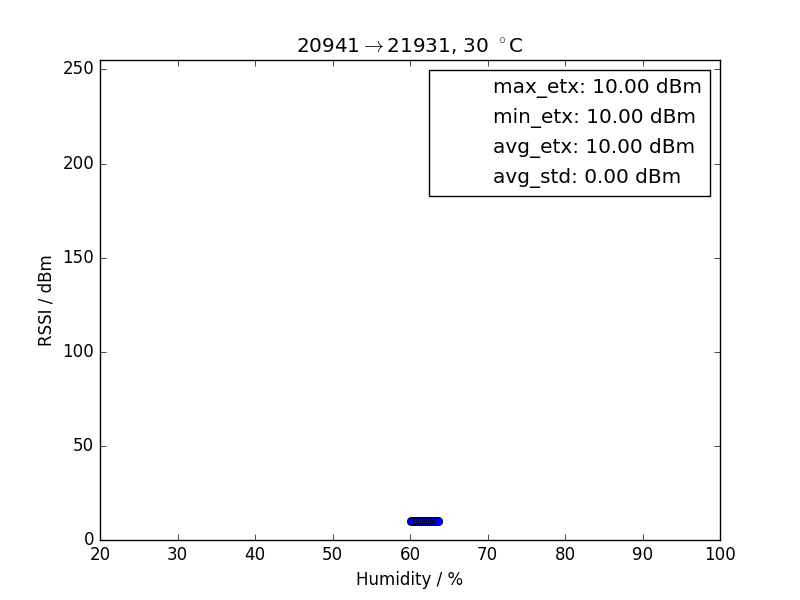 20941→21931, 30 °C
max_etx: 10.00 dBm
min_etx: 10.00 dBm
avg_etx: 10.00 dBm
avg_std: 0.00 dBm
RSSI / dBm
250
200
150
100
50
0
20 30 40 50 60 70 80 90 100
Humidity / %